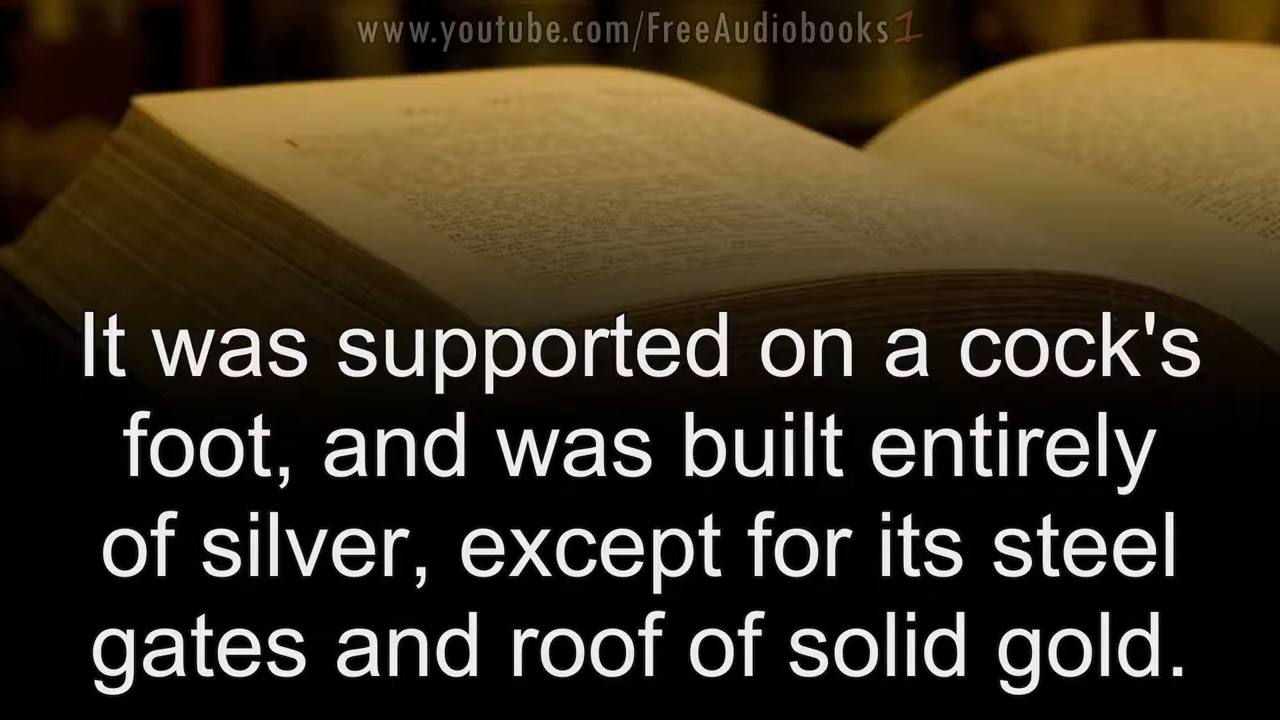 www.youtube.com/FreeAudiobooks1
It was supported on a cock's
foot, and was built entirely
of silver, except for its steel
gates and roof of solid gold.